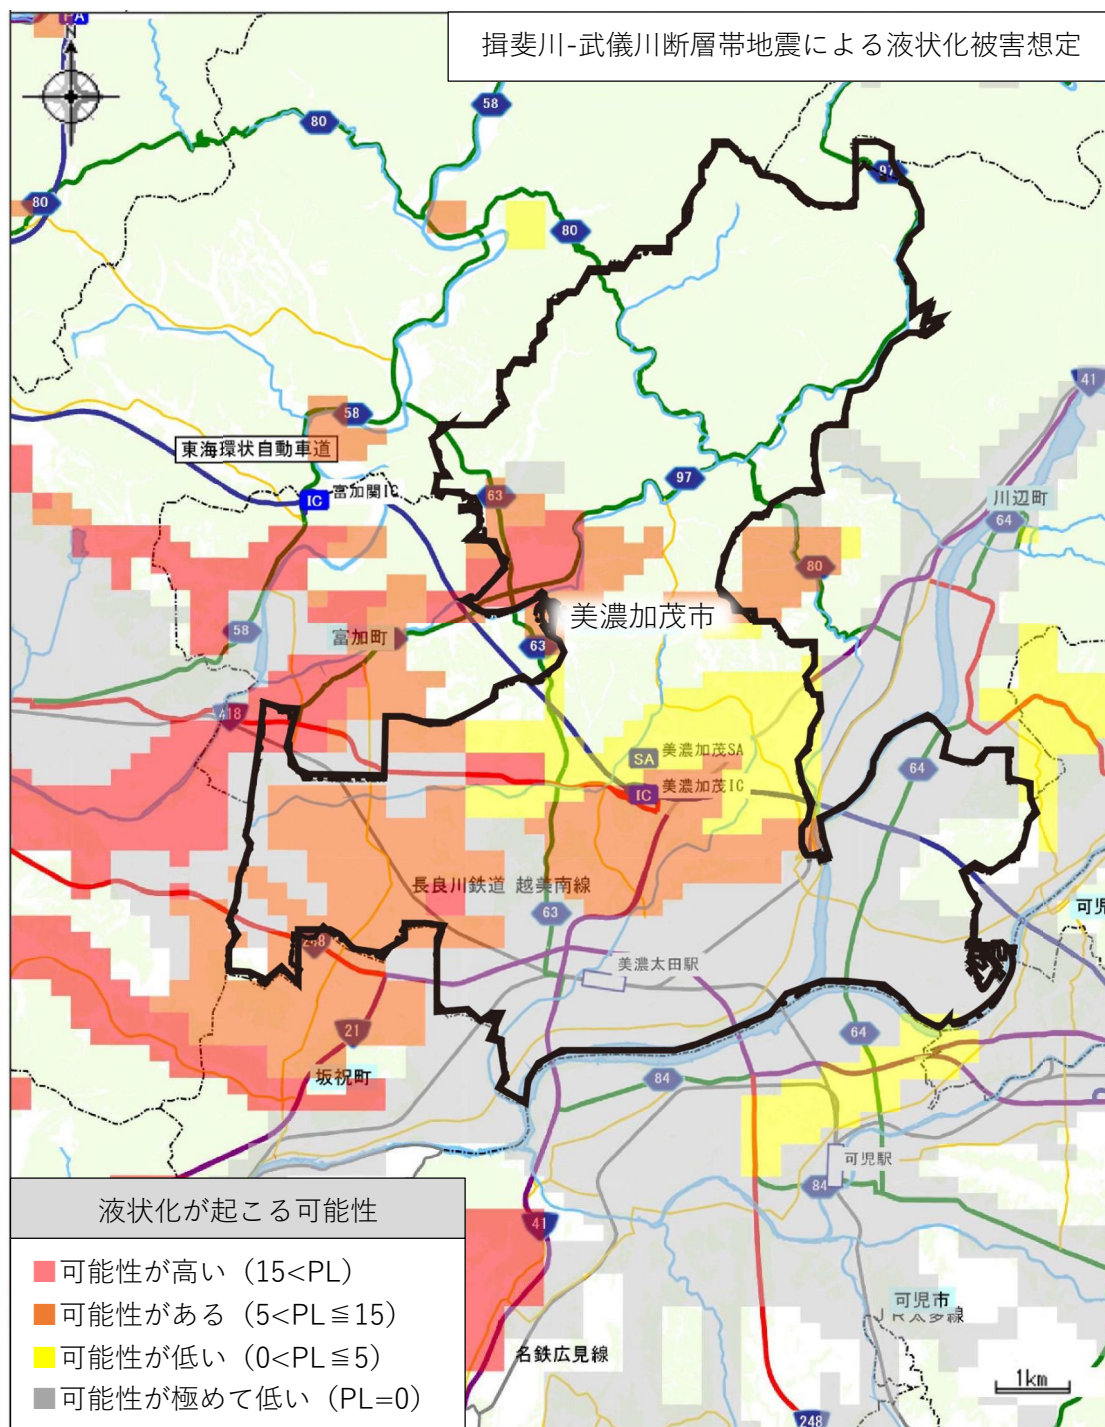 揖斐川-武儀川断層帯地震による液状化被害想定
PA
N
58
80
97
80
80
41
58
東海環状自動車道
富加関IC
IC
63
97
川辺町
64
80
美濃加茂市
58
富加町
63
418
SA
美濃加茂SA
IC
美濃加茂IC
64
長良川鉄道 越美南線
63
可児
248
美濃太田駅
21
64
坂祝町
84
可児駅
84
41
可児市
JR太多線
名鉄広見線
1km
248
液状化が起こる可能性
可能性が高い（15<PL）
可能性がある（5<PL≦15）
可能性が低い（0<PL≦5）
可能性が極めて低い（PL=0）